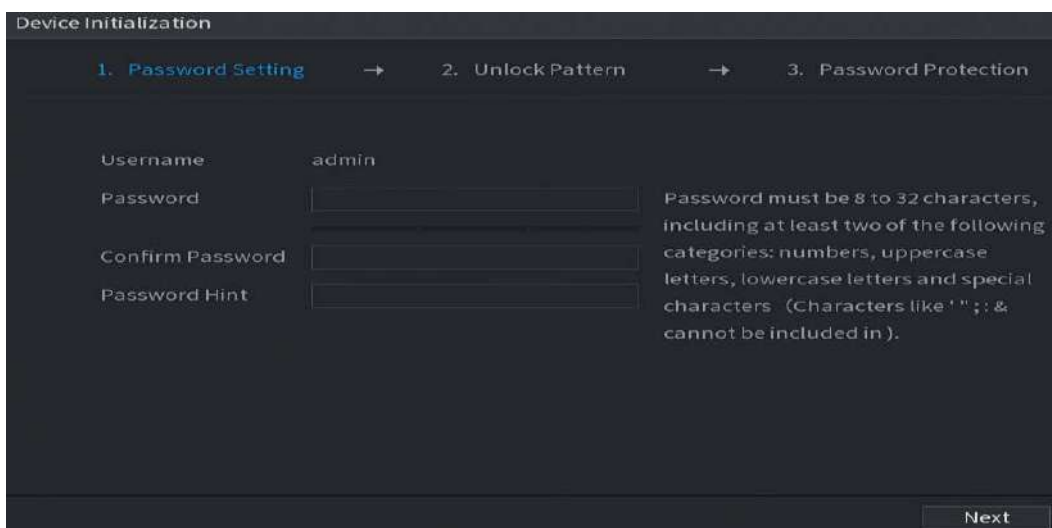 Device Initialization
1. Password Setting → 2. Unlock Pattern → 3. Password Protection
Username admin
Password
Password must be 8 to 32 characters,
including at least two of the following
Confirm Password
categories: numbers, uppercase
letters, lowercase letters and special
Password Hint
characters (Characters like ' " ; : &
cannot be included in ).
Next